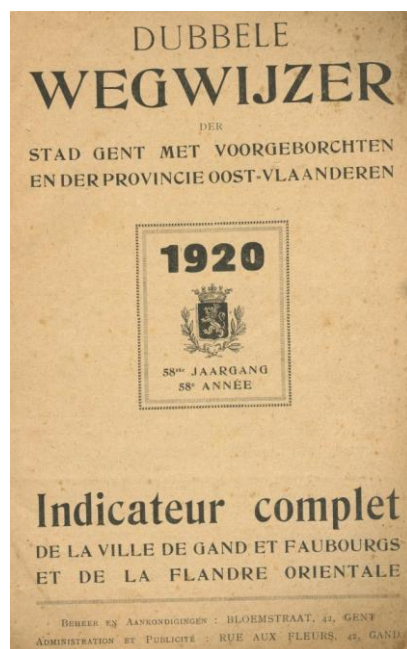 DUBBELE
WEGWIJZER
DER
STAD GENT MET VOORGEBORCHTEN
EN DER PROVINCIE OOST-VLAANDEREN
1920
58ste JAARGANG
58e ANNÉE
Indicateur complet
DE LA VILLE DE GAND ET FAUBOURGS
ET DE LA FLANDRE ORIENTALE
BEHEER EN AANKONDIGINGEN : BLOEMSTRAAT, 42, GENT
ADMINISTRATION ET PUBLICITÉ : RUE AUX FLEURS, 42, GAND